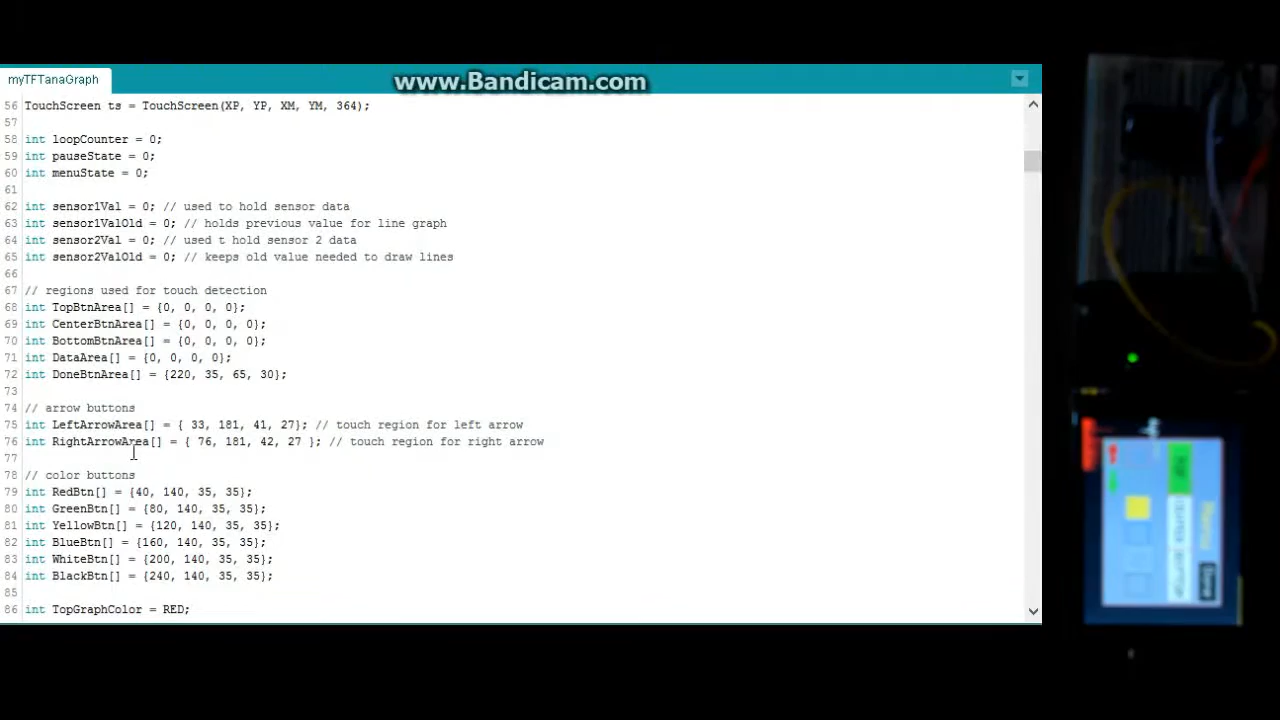 www.Bandicam.com
myTFTanaGraph
56 TouchScreen ts = TouchScreen(XP, YP, XM, YM, 364);
57
58 int loopCounter = 0;
59 int pauseState = 0;
60 int menuState = 0;
61
62 int sensor1Val = 0; // used to hold sensor data
63 int sensor1ValOld = 0; // holds previous value for line graph
64 int sensor2Val = 0; // used t hold sensor 2 data
65 int sensor2ValOld = 0; // keeps old value needed to draw lines
66
67 // regions used for touch detection
68 int TopBtnArea[] = {0, 0, 0, 0};
69 int CenterBtnArea[] = {0, 0, 0, 0};
70 int BottomBtnArea[] = {0, 0, 0, 0};
71 int DataArea[] = {0, 0, 0, 0};
72 int DoneBtnArea[] = {220, 35, 65, 30};
73
74 // arrow buttons
75 int LeftArrowArea[] = { 33, 181, 41, 27}; // touch region for left arrow
76 int RightArrowArea[] = { 76, 181, 42, 27 }; // touch region for right arrow
77
78 // color buttons
79 int RedBtn[] = {40, 140, 35, 35};
80 int GreenBtn[] = {80, 140, 35, 35};
81 int YellowBtn[] = {120, 140, 35, 35};
82 int BlueBtn[] = {160, 140, 35, 35};
83 int WhiteBtn[] = {200, 140, 35, 35};
84 int BlackBtn[] = {240, 140, 35, 35};
85
86 int TopGraphColor = RED;